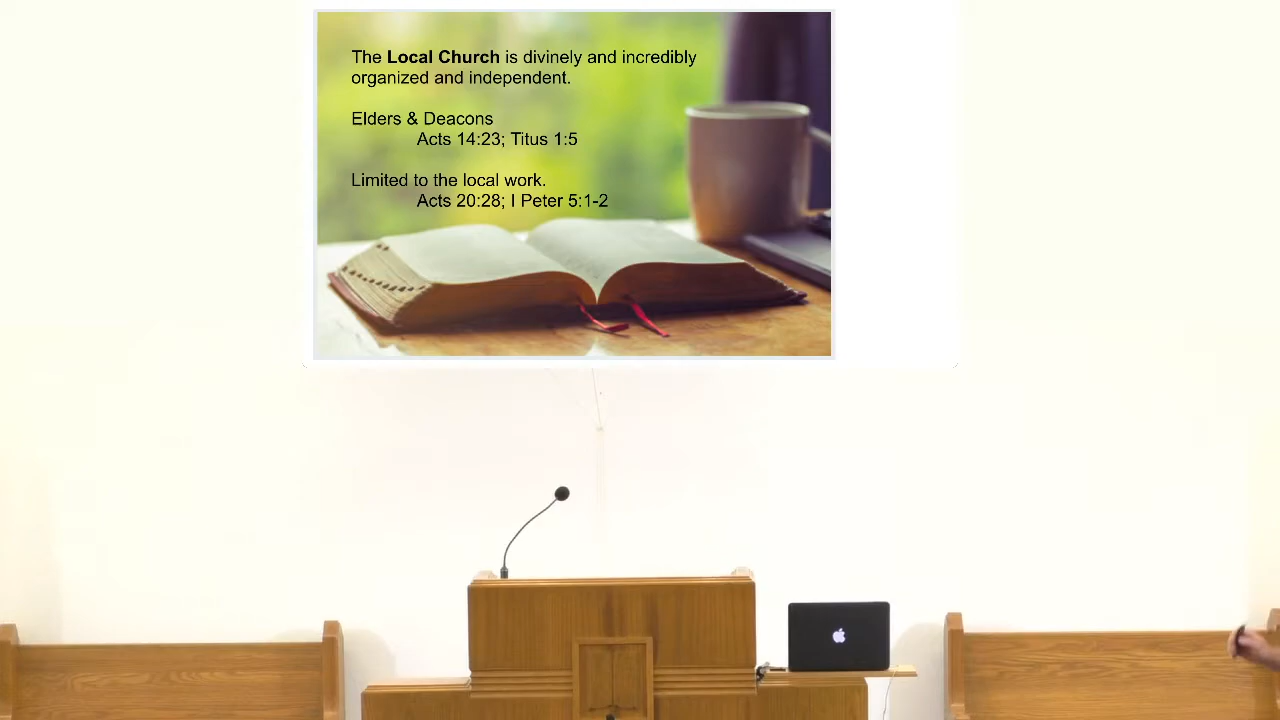 The Local Church is divinely and incredibly
organized and independent.
Elders & Deacons
Acts 14:23; Titus 1:5
Limited to the local work.
Acts 20:28; I Peter 5:1-2